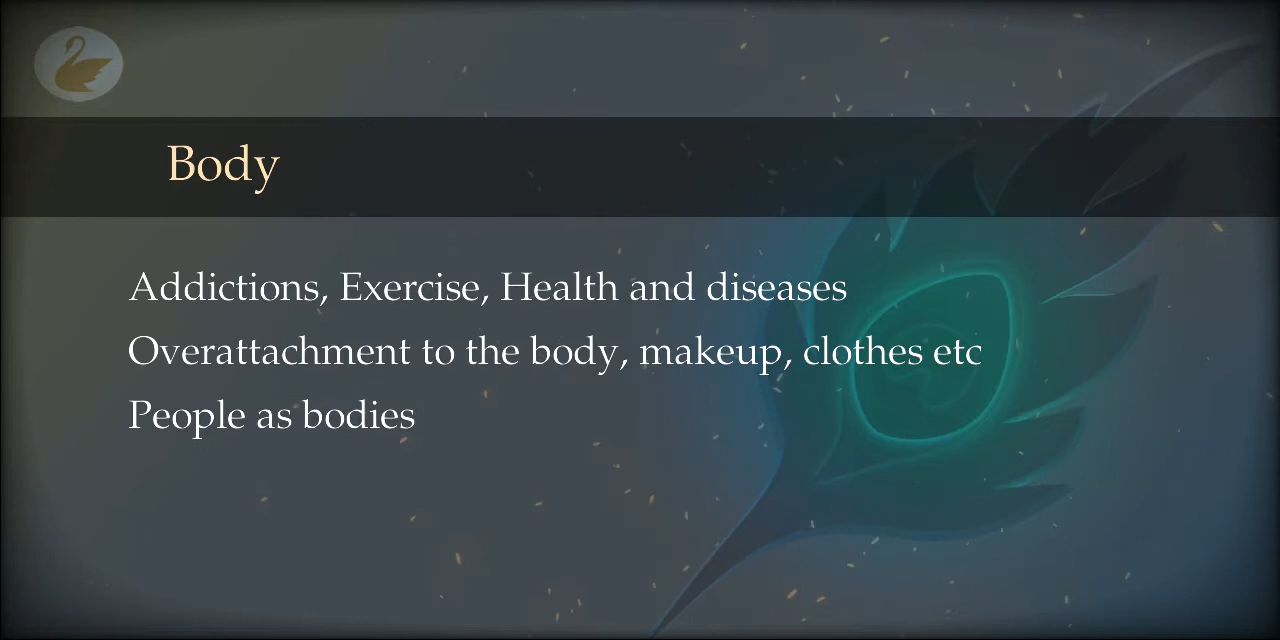 Body
Addictions, Exercise, Health and diseases
Overattachment to the body, makeup, clothes etc
People as bodies